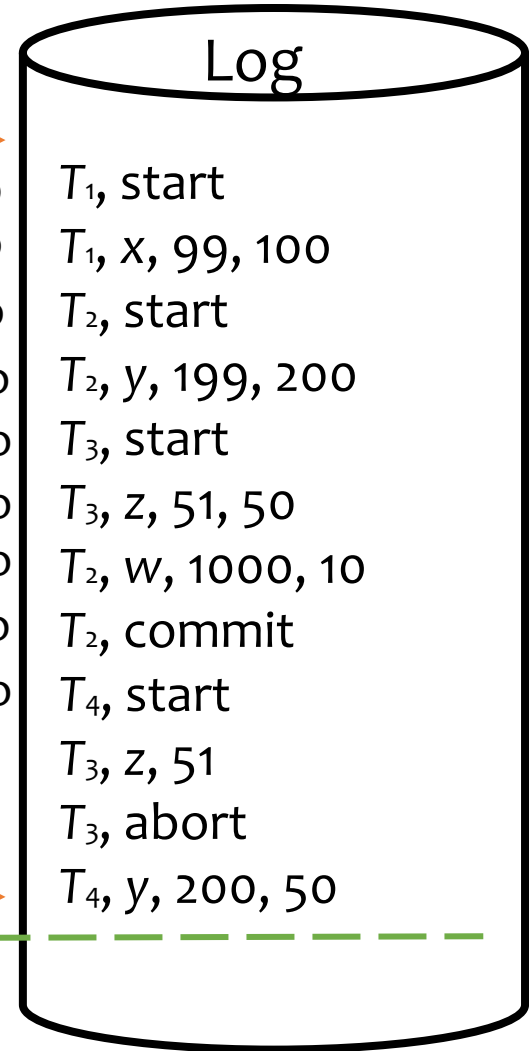 Log
T₁, start
T₁, x, 99, 100
T₂, start
T₂, y, 199, 200
T₃, start
T₃, z, 51, 50
T₂, w, 1000, 10
T₂, commit
T₄, start
T₃, z, 51
T₃, abort
T₄, y, 200, 50